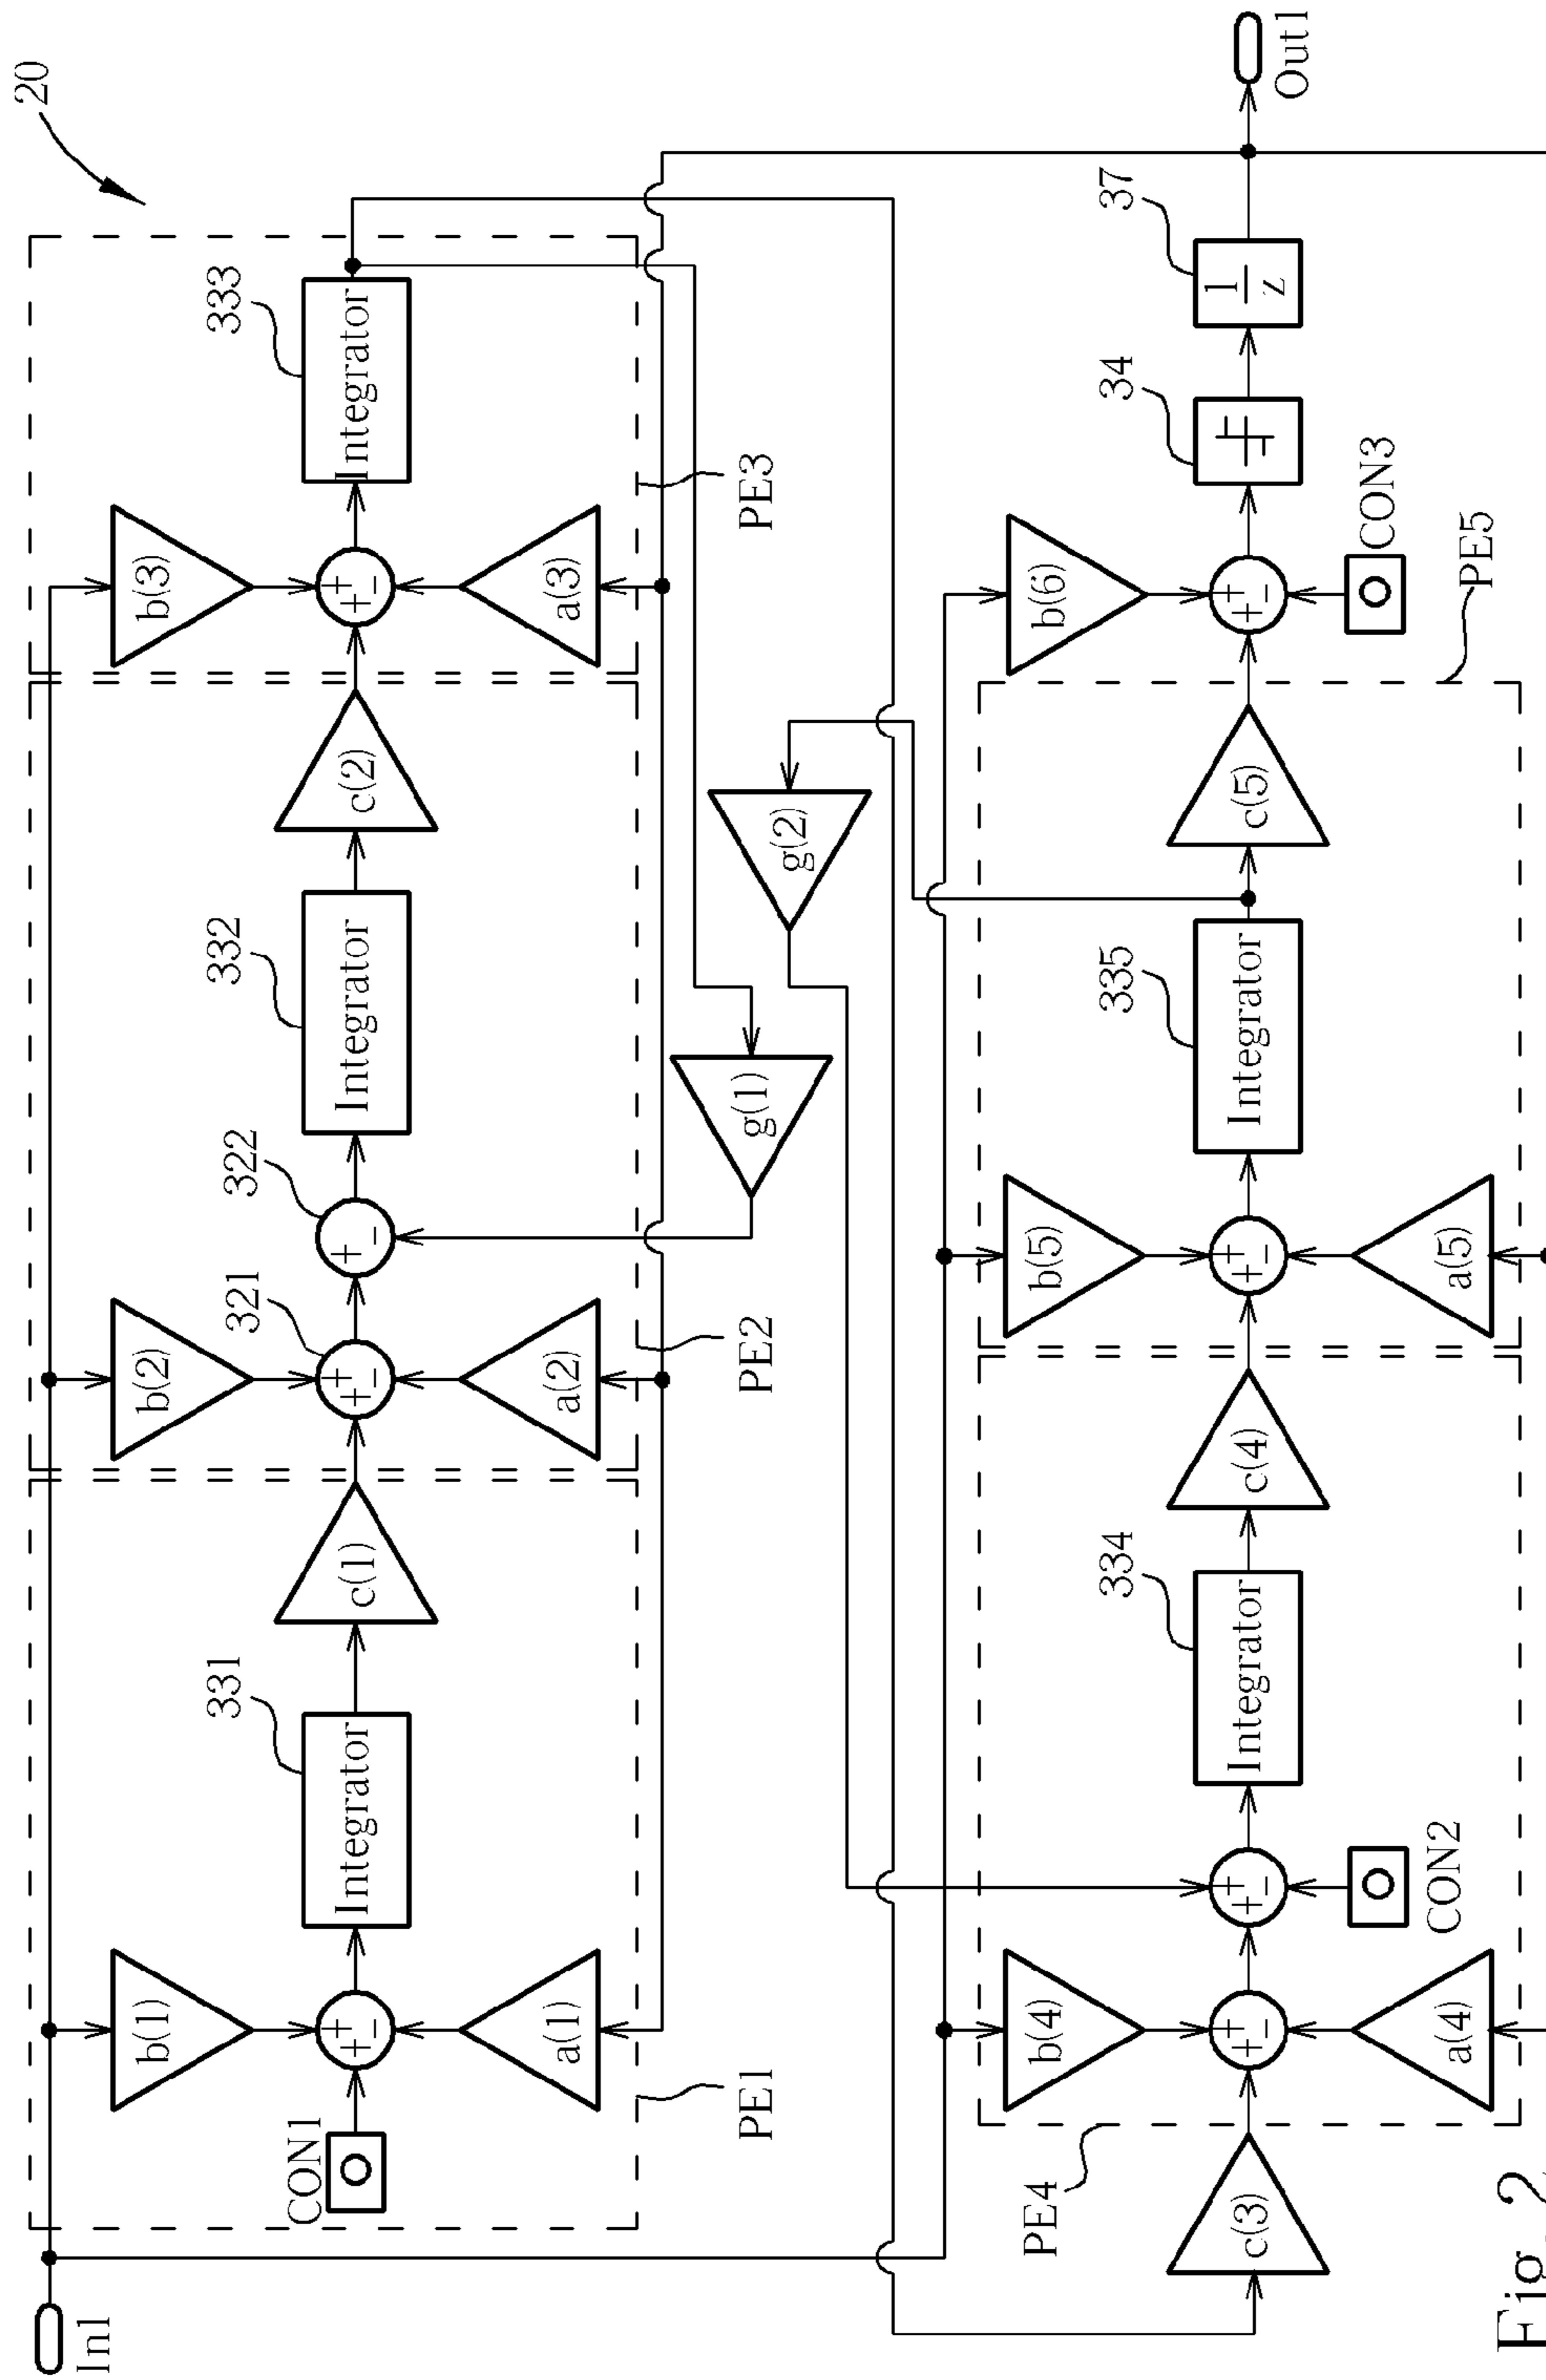 20
In1
CON1
b(1)
+
+
−
a(1)
331
Integrator
c(1)
PE1
b(2)
321
+
+
−
a(2)
322
+
−
332
Integrator
c(2)
PE2
b(3)
+
+
−
a(3)
333
Integrator
PE3
g(1)
g(2)
c(3)
PE4
b(4)
+
+
−
a(4)
+
+
−
CON2
334
Integrator
c(4)
b(5)
+
+
−
a(5)
335
Integrator
c(5)
PE5
b(6)
+
+
−
CON3
34
37
1
z
Out1
Fig. 2